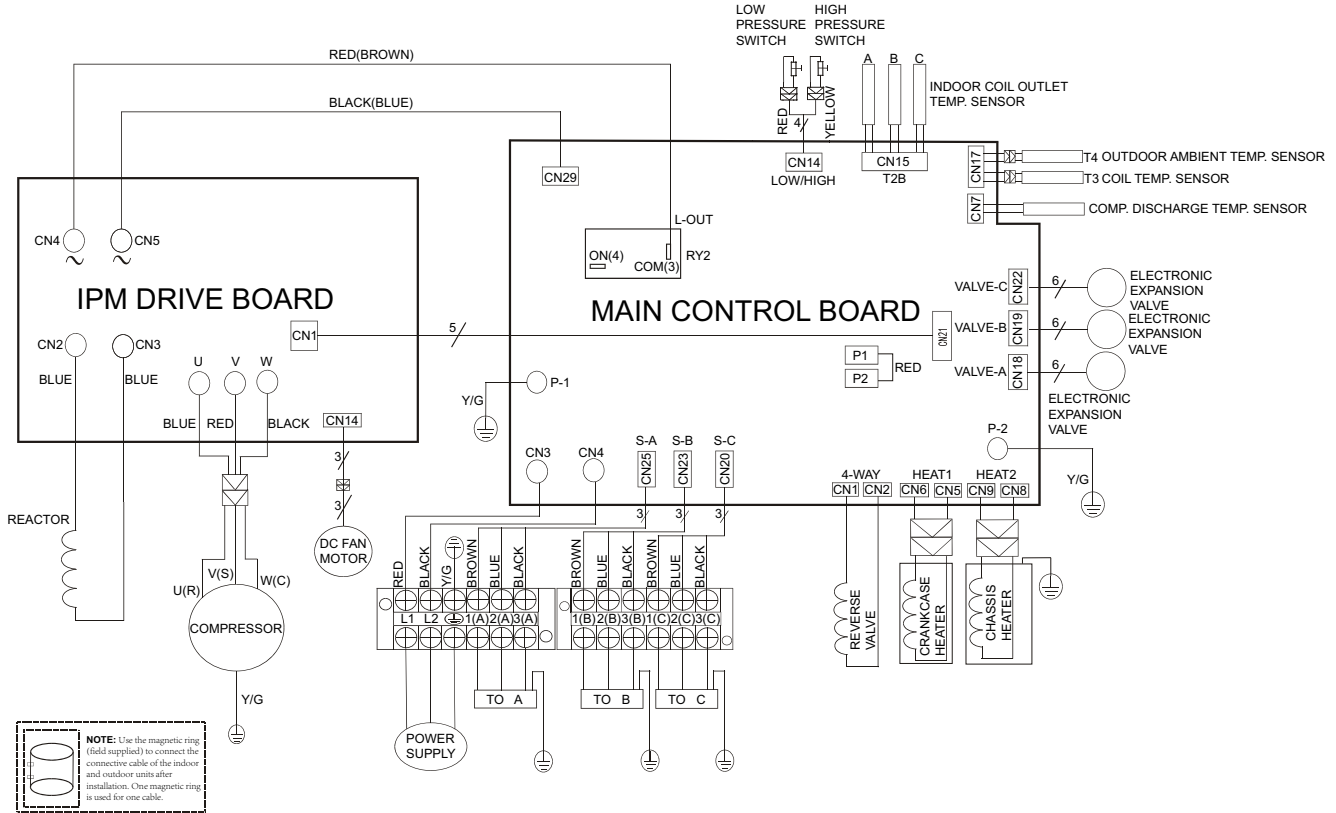 LOW
PRESSURE
SWITCH
HIGH
PRESSURE
SWITCH
RED(BROWN)
BLACK(BLUE)
RED
4
YELLOW
A
B
C
INDOOR COIL OUTLET
TEMP. SENSOR
CN14
LOW/HIGH
CN15
T2B
CN17
T4 OUTDOOR AMBIENT TEMP. SENSOR
T3 COIL TEMP. SENSOR
CN7
COMP. DISCHARGE TEMP. SENSOR
CN29
L-OUT
ON(4)
COM(3)
RY2
CN4
CN5
IPM DRIVE BOARD
MAIN CONTROL BOARD
CN1
5
CN21
VALVE-C
CN22
6
ELECTRONIC
EXPANSION
VALVE
VALVE-B
CN19
6
ELECTRONIC
EXPANSION
VALVE
VALVE-A
CN18
6
ELECTRONIC
EXPANSION
VALVE
P1
P2
RED
CN2
CN3
BLUE
BLUE
U
V
W
BLUE
RED
BLACK
CN14
3
3
DC FAN
MOTOR
P-1
Y/G
P-2
Y/G
CN3
CN4
S-A
CN25
S-B
CN23
S-C
CN20
3
3
3
4-WAY
CN1
CN2
HEAT1
CN6
CN5
HEAT2
CN9
CN8
REACTOR
V(S)
U(R)
W(C)
COMPRESSOR
Y/G
RED
BLACK
Y/G
BROWN
BLUE
BLACK
BROWN
BLUE
BLACK
BROWN
BLUE
BLACK
L1
L2
1(A)
2(A)
3(A)
1(B)
2(B)
3(B)
1(C)
2(C)
3(C)
TO A
TO B
TO C
POWER
SUPPLY
REVERSE
VALVE
CRANKCASE
HEATER
CHASSIS
HEATER
NOTE: Use the magnetic ring
(field supplied) to connect the
connective cable of the indoor
and outdoor units after
installation. One magnetic ring
is used for one cable.